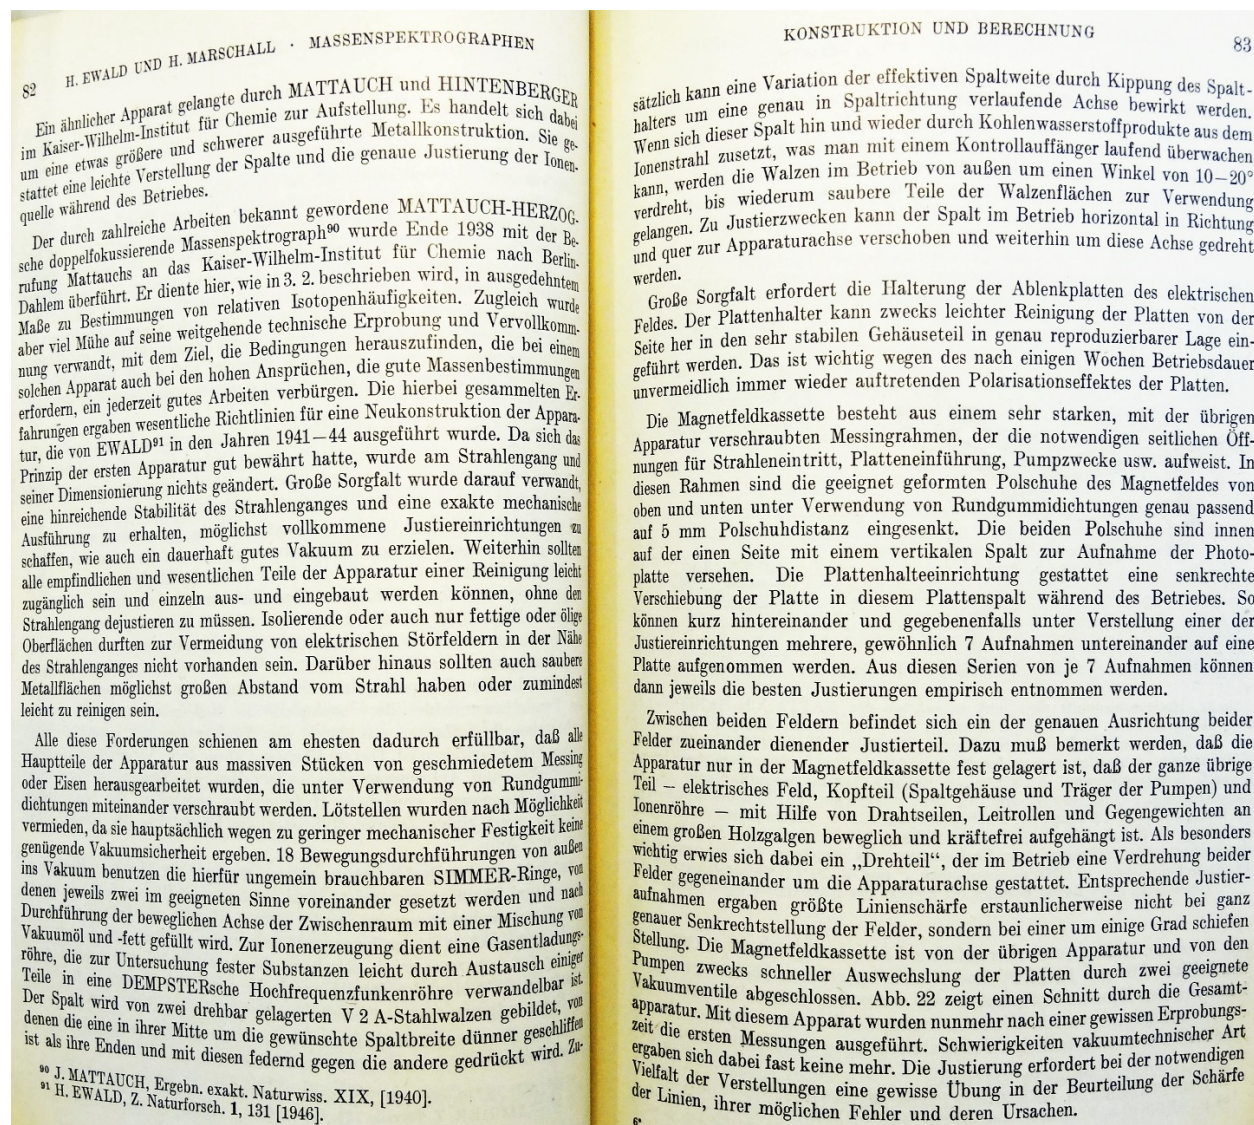 82 H. EWALD UND H. MARSCHALL · MASSENSPEKTROGRAPHEN
Ein ähnlicher Apparat gelangte durch MATTAUCH und HINTENBERGER
im Kaiser-Wilhelm-Institut für Chemie zur Aufstellung. Es handelt sich dabei
um eine etwas größere und schwerer ausgeführte Metallkonstruktion. Sie ge-
stattet eine leichte Verstellung der Spalte und die genaue Justierung der Ionen-
quelle während des Betriebes.
Der durch zahlreiche Arbeiten bekannt gewordene MATTAUCH-HERZOG-
sche doppelfokussierende Massenspektrograph⁹⁰ wurde Ende 1938 mit der Be-
rufung Mattauchs an das Kaiser-Wilhelm-Institut für Chemie nach Berlin-
Dahlem überführt. Er diente hier, wie in 3. 2. beschrieben wird, in ausgedehntem
Maße zu Bestimmungen von relativen Isotopenhäufigkeiten. Zugleich wurde
aber viel Mühe auf seine weitgehende technische Erprobung und Vervollkomm-
nung verwandt, mit dem Ziel, die Bedingungen herauszufinden, die bei einem
solchen Apparat auch bei den hohen Ansprüchen, die gute Massenbestimmungen
erfordern, ein jederzeit gutes Arbeiten verbürgen. Die hierbei gesammelten Er-
fahrungen ergaben wesentliche Richtlinien für eine Neukonstruktion der Appara-
tur, die von EWALD⁹¹ in den Jahren 1941—44 ausgeführt wurde. Da sich das
Prinzip der ersten Apparatur gut bewährt hatte, wurde am Strahlengang und
seiner Dimensionierung nichts geändert. Große Sorgfalt wurde darauf verwandt,
eine hinreichende Stabilität des Strahlenganges und eine exakte mechanische
Ausführung zu erhalten, möglichst vollkommene Justiereinrichtungen zu
schaffen, wie auch ein dauerhaft gutes Vakuum zu erzielen. Weiterhin sollten
alle empfindlichen und wesentlichen Teile der Apparatur einer Reinigung leicht
zugänglich sein und einzeln aus- und eingebaut werden können, ohne den
Strahlengang dejustieren zu müssen. Isolierende oder auch nur fettige oder ölige
Oberflächen durften zur Vermeidung von elektrischen Störfeldern in der Nähe
des Strahlenganges nicht vorhanden sein. Darüber hinaus sollten auch saubere
Metallflächen möglichst großen Abstand vom Strahl haben oder zumindest
leicht zu reinigen sein.
Alle diese Forderungen schienen am ehesten dadurch erfüllbar, daß alle
Hauptteile der Apparatur aus massiven Stücken von geschmiedetem Messing
oder Eisen herausgearbeitet wurden, die unter Verwendung von Rundgummi-
dichtungen miteinander verschraubt werden. Lötstellen wurden nach Möglichkeit
vermieden, da sie hauptsächlich wegen zu geringer mechanischer Festigkeit keine
genügende Vakuumsicherheit ergeben. 18 Bewegungsdurchführungen von außen
ins Vakuum benutzen die hierfür ungemein brauchbaren SIMMER-Ringe, von
denen jeweils zwei im geeigneten Sinne voreinander gesetzt werden und nach
Durchführung der beweglichen Achse der Zwischenraum mit einer Mischung von
Vakuumöl und -fett gefüllt wird. Zur Ionenerzeugung dient eine Gasentladungs-
röhre, die zur Untersuchung fester Substanzen leicht durch Austausch einiger
Teile in eine DEMPSTERsche Hochfrequenzfunkenröhre verwandelbar ist.
Der Spalt wird von zwei drehbar gelagerten V 2 A-Stahlwalzen gebildet, von
denen die eine in ihrer Mitte um die gewünschte Spaltbreite dünner geschliffen
ist als ihre Enden und mit diesen federnd gegen die andere gedrückt wird. Zu-
⁹⁰ J. MATTAUCH, Ergebn. exakt. Naturwiss. XIX, [1940].
⁹¹ H. EWALD, Z. Naturforsch. 1, 131 [1946].
KONSTRUKTION UND BERECHNUNG 83
sätzlich kann eine Variation der effektiven Spaltweite durch Kippung des Spalt-
halters um eine genau in Spaltrichtung verlaufende Achse bewirkt werden.
Wenn sich dieser Spalt hin und wieder durch Kohlenwasserstoffprodukte aus dem
Ionenstrahl zusetzt, was man mit einem Kontrollauffänger laufend überwachen
kann, werden die Walzen im Betrieb von außen um einen Winkel von 10—20°
verdreht, bis wiederum saubere Teile der Walzenflächen zur Verwendung
gelangen. Zu Justierzwecken kann der Spalt im Betrieb horizontal in Richtung
und quer zur Apparaturachse verschoben und weiterhin um diese Achse gedreht
werden.
Große Sorgfalt erfordert die Halterung der Ablenkplatten des elektrischen
Feldes. Der Plattenhalter kann zwecks leichter Reinigung der Platten von der
Seite her in den sehr stabilen Gehäuseteil in genau reproduzierbarer Lage ein-
geführt werden. Das ist wichtig wegen des nach einigen Wochen Betriebsdauer
unvermeidlich immer wieder auftretenden Polarisationseffektes der Platten.
Die Magnetfeldkassette besteht aus einem sehr starken, mit der übrigen
Apparatur verschraubten Messingrahmen, der die notwendigen seitlichen Öff-
nungen für Strahleneintritt, Platteneinführung, Pumpzwecke usw. aufweist. In
diesen Rahmen sind die geeignet geformten Polschuhe des Magnetfeldes von
oben und unten unter Verwendung von Rundgummidichtungen genau passend
auf 5 mm Polschuhdistanz eingesenkt. Die beiden Polschuhe sind innen
auf der einen Seite mit einem vertikalen Spalt zur Aufnahme der Photo-
platte versehen. Die Plattenhalteeinrichtung gestattet eine senkrechte
Verschiebung der Platte in diesem Plattenspalt während des Betriebes. So
können kurz hintereinander und gegebenenfalls unter Verstellung einer der
Justiereinrichtungen mehrere, gewöhnlich 7 Aufnahmen untereinander auf eine
Platte aufgenommen werden. Aus diesen Serien von je 7 Aufnahmen können
dann jeweils die besten Justierungen empirisch entnommen werden.
Zwischen beiden Feldern befindet sich ein der genauen Ausrichtung beider
Felder zueinander dienender Justierteil. Dazu muß bemerkt werden, daß die
Apparatur nur in der Magnetfeldkassette fest gelagert ist, daß der ganze übrige
Teil — elektrisches Feld, Kopfteil (Spaltgehäuse und Träger der Pumpen) und
Ionenröhre — mit Hilfe von Drahtseilen, Leitrollen und Gegengewichten an
einem großen Holzgalgen beweglich und kräftefrei aufgehängt ist. Als besonders
wichtig erwies sich dabei ein „Drehteil“, der im Betrieb eine Verdrehung beider
Felder gegeneinander um die Apparaturachse gestattet. Entsprechende Justier-
aufnahmen ergaben größte Linienschärfe erstaunlicherweise nicht bei ganz
genauer Senkrechtstellung der Felder, sondern bei einer um einige Grad schiefen
Stellung. Die Magnetfeldkassette ist von der übrigen Apparatur und von den
Pumpen zwecks schneller Auswechslung der Platten durch zwei geeignete
Vakuumventile abgeschlossen. Abb. 22 zeigt einen Schnitt durch die Gesamt-
apparatur. Mit diesem Apparat wurden nunmehr nach einer gewissen Erprobungs-
zeit die ersten Messungen ausgeführt. Schwierigkeiten vakuumtechnischer Art
ergaben sich dabei fast keine mehr. Die Justierung erfordert bei der notwendigen
Vielfalt der Verstellungen eine gewisse Übung in der Beurteilung der Schärfe
der Linien, ihrer möglichen Fehler und deren Ursachen.
6*